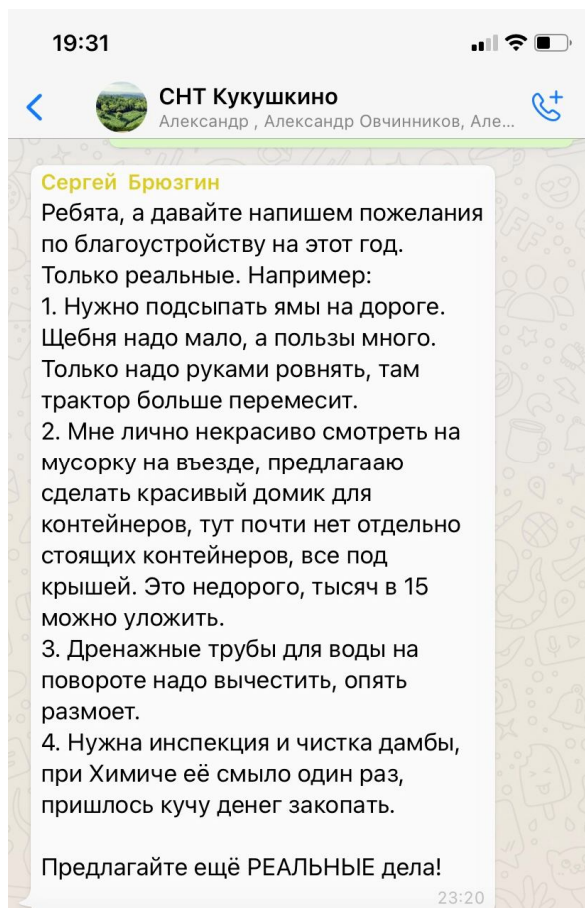 19:31
СНТ Кукушкино
Александр , Александр Овчинников, Але...
Сергей Брюзгин
Ребята, а давайте напишем пожелания
по благоустройству на этот год.
Только реальные. Например:
1. Нужно подсыпать ямы на дороге.
Щебня надо мало, а пользы много.
Только надо руками ровнять, там
трактор больше перемесит.
2. Мне лично некрасиво смотреть на
мусорку на въезде, предлагааю
сделать красивый домик для
контейнеров, тут почти нет отдельно
стоящих контейнеров, все под
крышей. Это недорого, тысяч в 15
можно уложить.
3. Дренажные трубы для воды на
повороте надо вычестить, опять
размоет.
4. Нужна инспекция и чистка дамбы,
при Химиче её смыло один раз,
пришлось кучу денег закопать.
Предлагайте ещё РЕАЛЬНЫЕ дела!
23:20